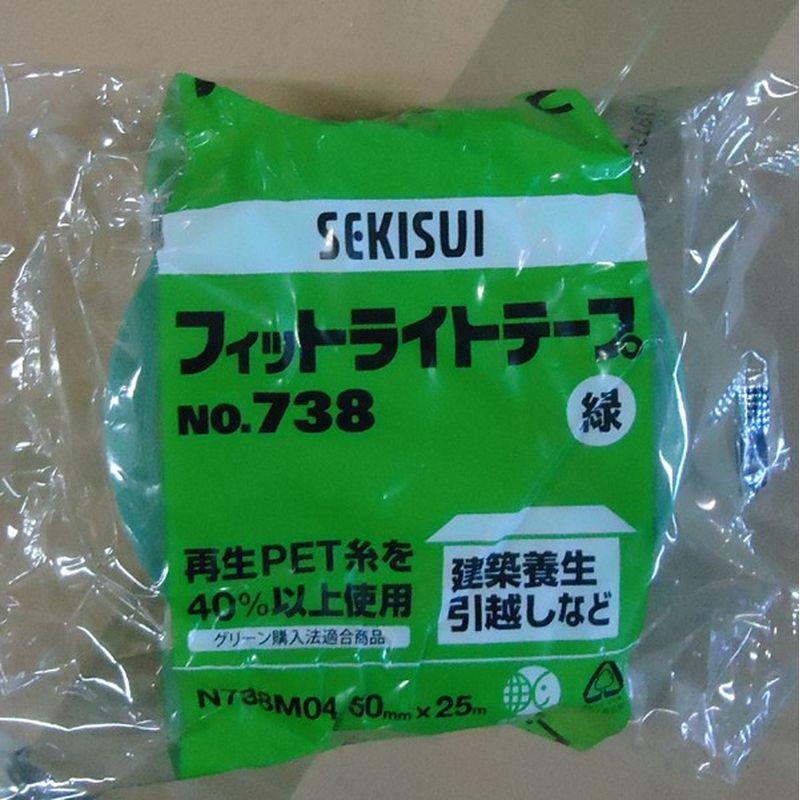 SEKISUI
フィットライトテープ
No.738
緑
再生PET糸を
40%以上使用
グリーン購入法適合商品
建築養生
引越しなど
N738M04 50mm×25m